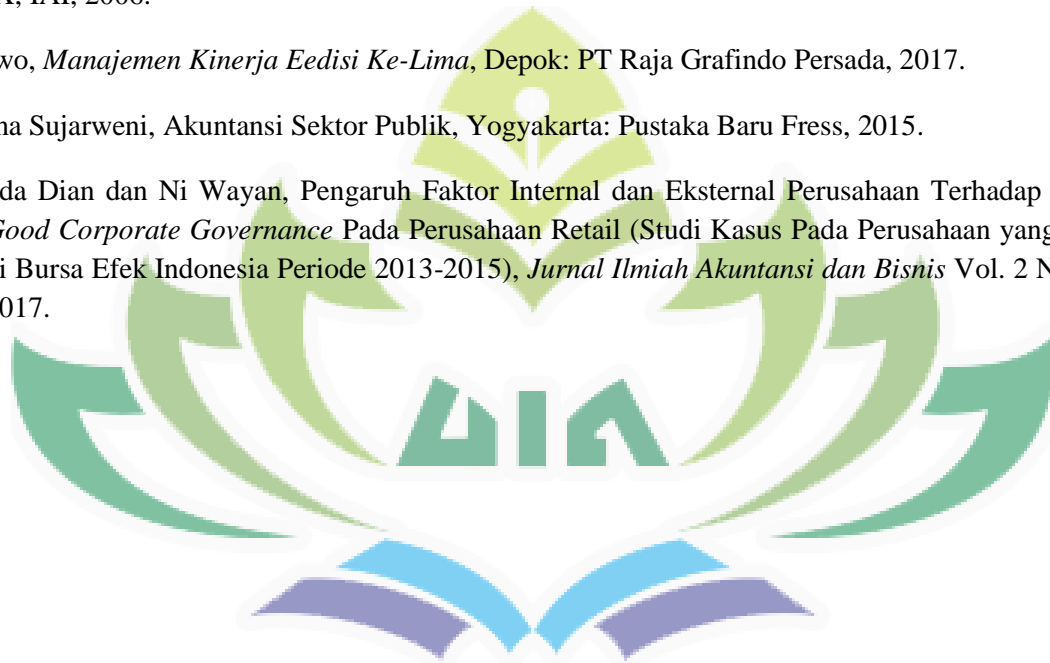 IAI, 2008.
wo, Manajemen Kinerja Eedisi Ke-Lima, Depok: PT Raja Grafindo Persada, 2017.
na Sujarweni, Akuntansi Sektor Publik, Yogyakarta: Pustaka Baru Fress, 2015.
da Dian dan Ni Wayan, Pengaruh Faktor Internal dan Eksternal Perusahaan Terhadap
Good Corporate Governance Pada Perusahaan Retail (Studi Kasus Pada Perusahaan yang
i Bursa Efek Indonesia Periode 2013-2015), Jurnal Ilmiah Akuntansi dan Bisnis Vol. 2 N
017.
UIN